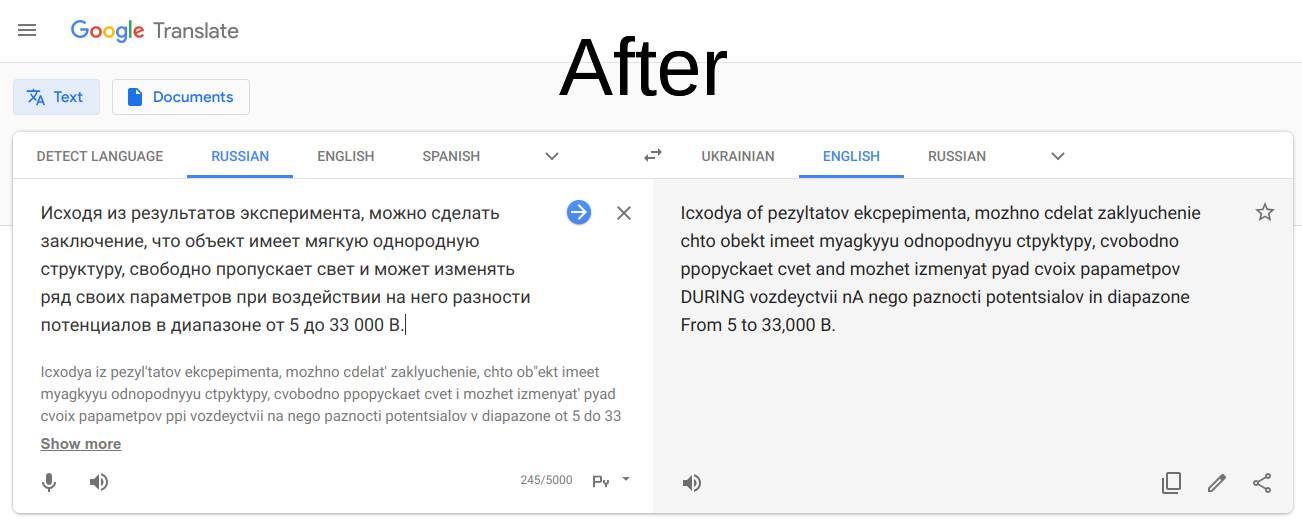 Google Translate
After
Text
Documents
DETECT LANGUAGE RUSSIAN ENGLISH SPANISH UKRAINIAN ENGLISH RUSSIAN
Исходя из результатов эксперимента, можно сделать
заключение, что объект имеет мягкую однородную
структуру, свободно пропускает свет и может изменять
ряд своих параметров при воздействии на него разности
потенциалов в диапазоне от 5 до 33 000 В.
Icxodya iz pezyl'tatov ekcpepimenta, mozhno cdelat' zaklyuchenie, chto ob"ekt imeet
myagkyyu odnopodnyyu ctpyktypy, cvobodno ppopyckaet cvet i mozhet izmenyat' pyad
cvoix papametpov ppi vozdeyctvii na nego paznocti potentsialov v diapazone ot 5 do 33
Show more
245/5000
Ру
Icxodya of pezyltatov ekcpepimenta, mozhno cdelat zaklyuchenie
chto obekt imeet myagkyyu odnopodnyyu ctpyktypy, cvobodno
ppopyckaet cvet and mozhet izmenyat pyad cvoix papametpov
DURING vozdeyctvii nA nego paznocti potentsialov in diapazone
From 5 to 33,000 B.